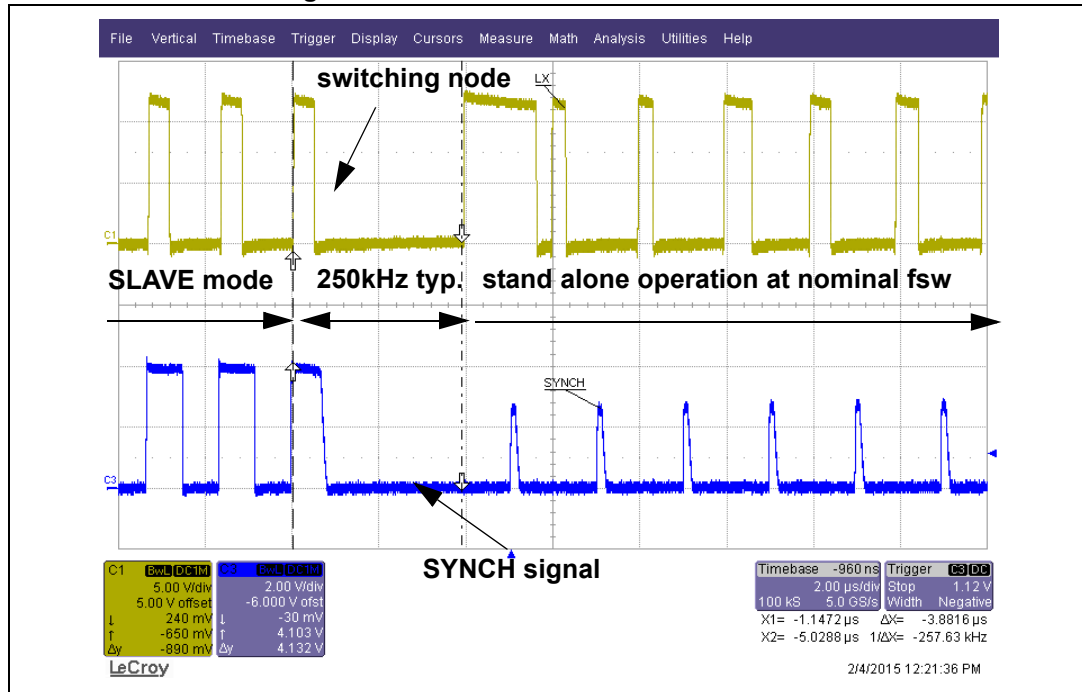 File Vertical Timebase Trigger Display Cursors Measure Math Analysis Utilities Help
switching node
LX
C1
SLAVE mode
250kHz typ.
stand alone operation at nominal fsw
SYNCH
C3
SYNCH signal
C1 BwL DC1M
5.00 V/div
5.00 V offset
↓ 240 mV
↑ -650 mV
Δy -890 mV
C3 BwL DC1M
2.00 V/div
-6.000 V ofst
↓ -30 mV
↑ 4.103 V
Δy 4.132 V
Timebase -960 ns
2.00 µs/div
100 kS 5.0 GS/s
Trigger C3 DC
Stop 1.12 V
Width Negative
X1= -1.1472 µs ΔX= -3.8816 µs
X2= -5.0288 µs 1/ΔX= -257.63 kHz
LeCroy
2/4/2015 12:21:36 PM